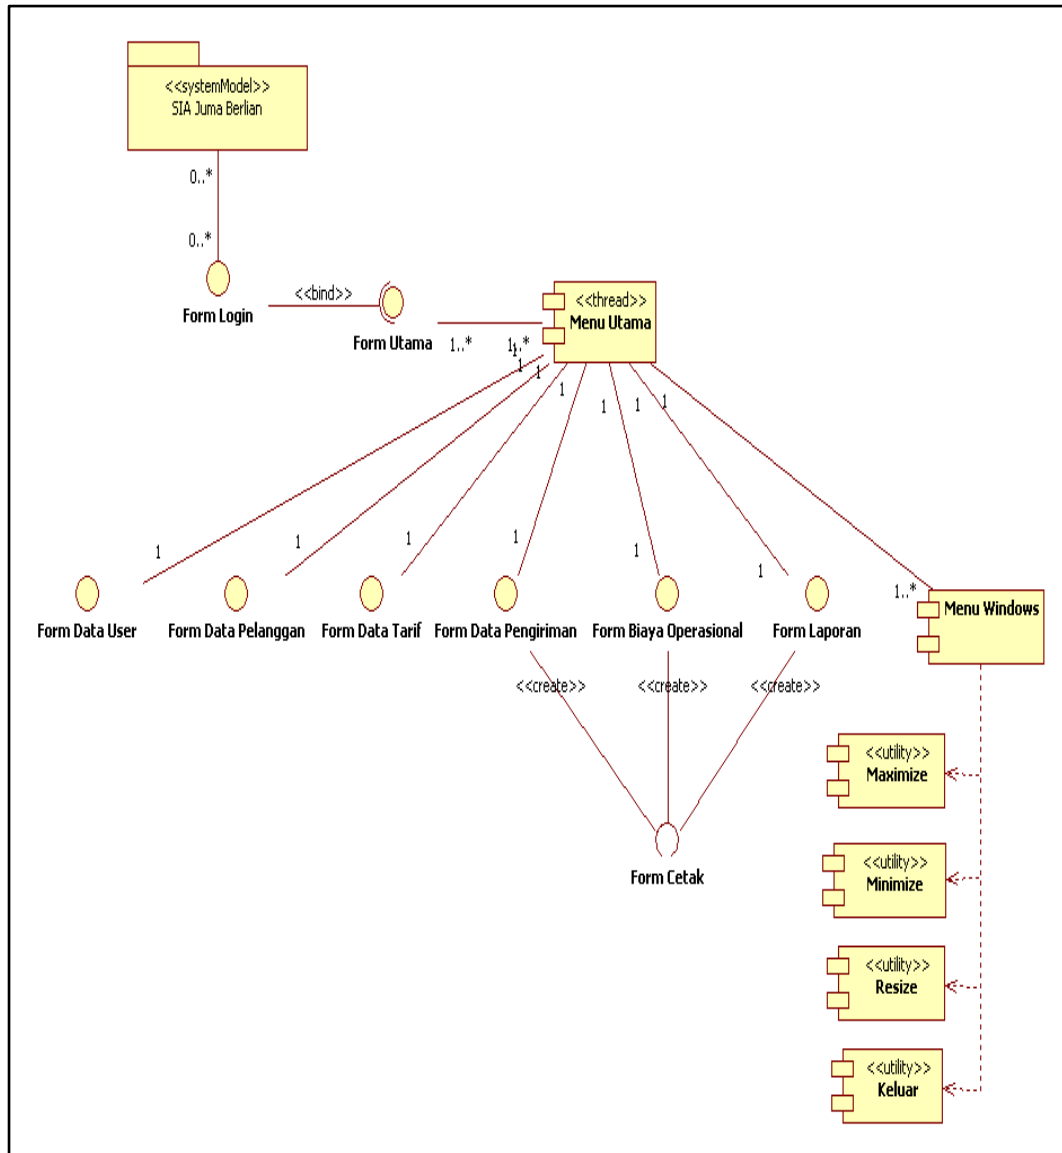 <<systemModel>>
SIA Juma Berlian
0..*
0..*
Form Login
<<bind>>
Form Utama
1..*
1..*
<<thread>>
Menu Utama
1
1
1
1
1
1
1
1
1
1
1
1
1
1..*
Form Data User
Form Data Pelanggan
Form Data Tarif
Form Data Pengiriman
Form Biaya Operasional
Form Laporan
Menu Windows
<<create>>
<<create>>
<<create>>
Form Cetak
<<utility>>
Maximize
<<utility>>
Minimize
<<utility>>
Resize
<<utility>>
Keluar